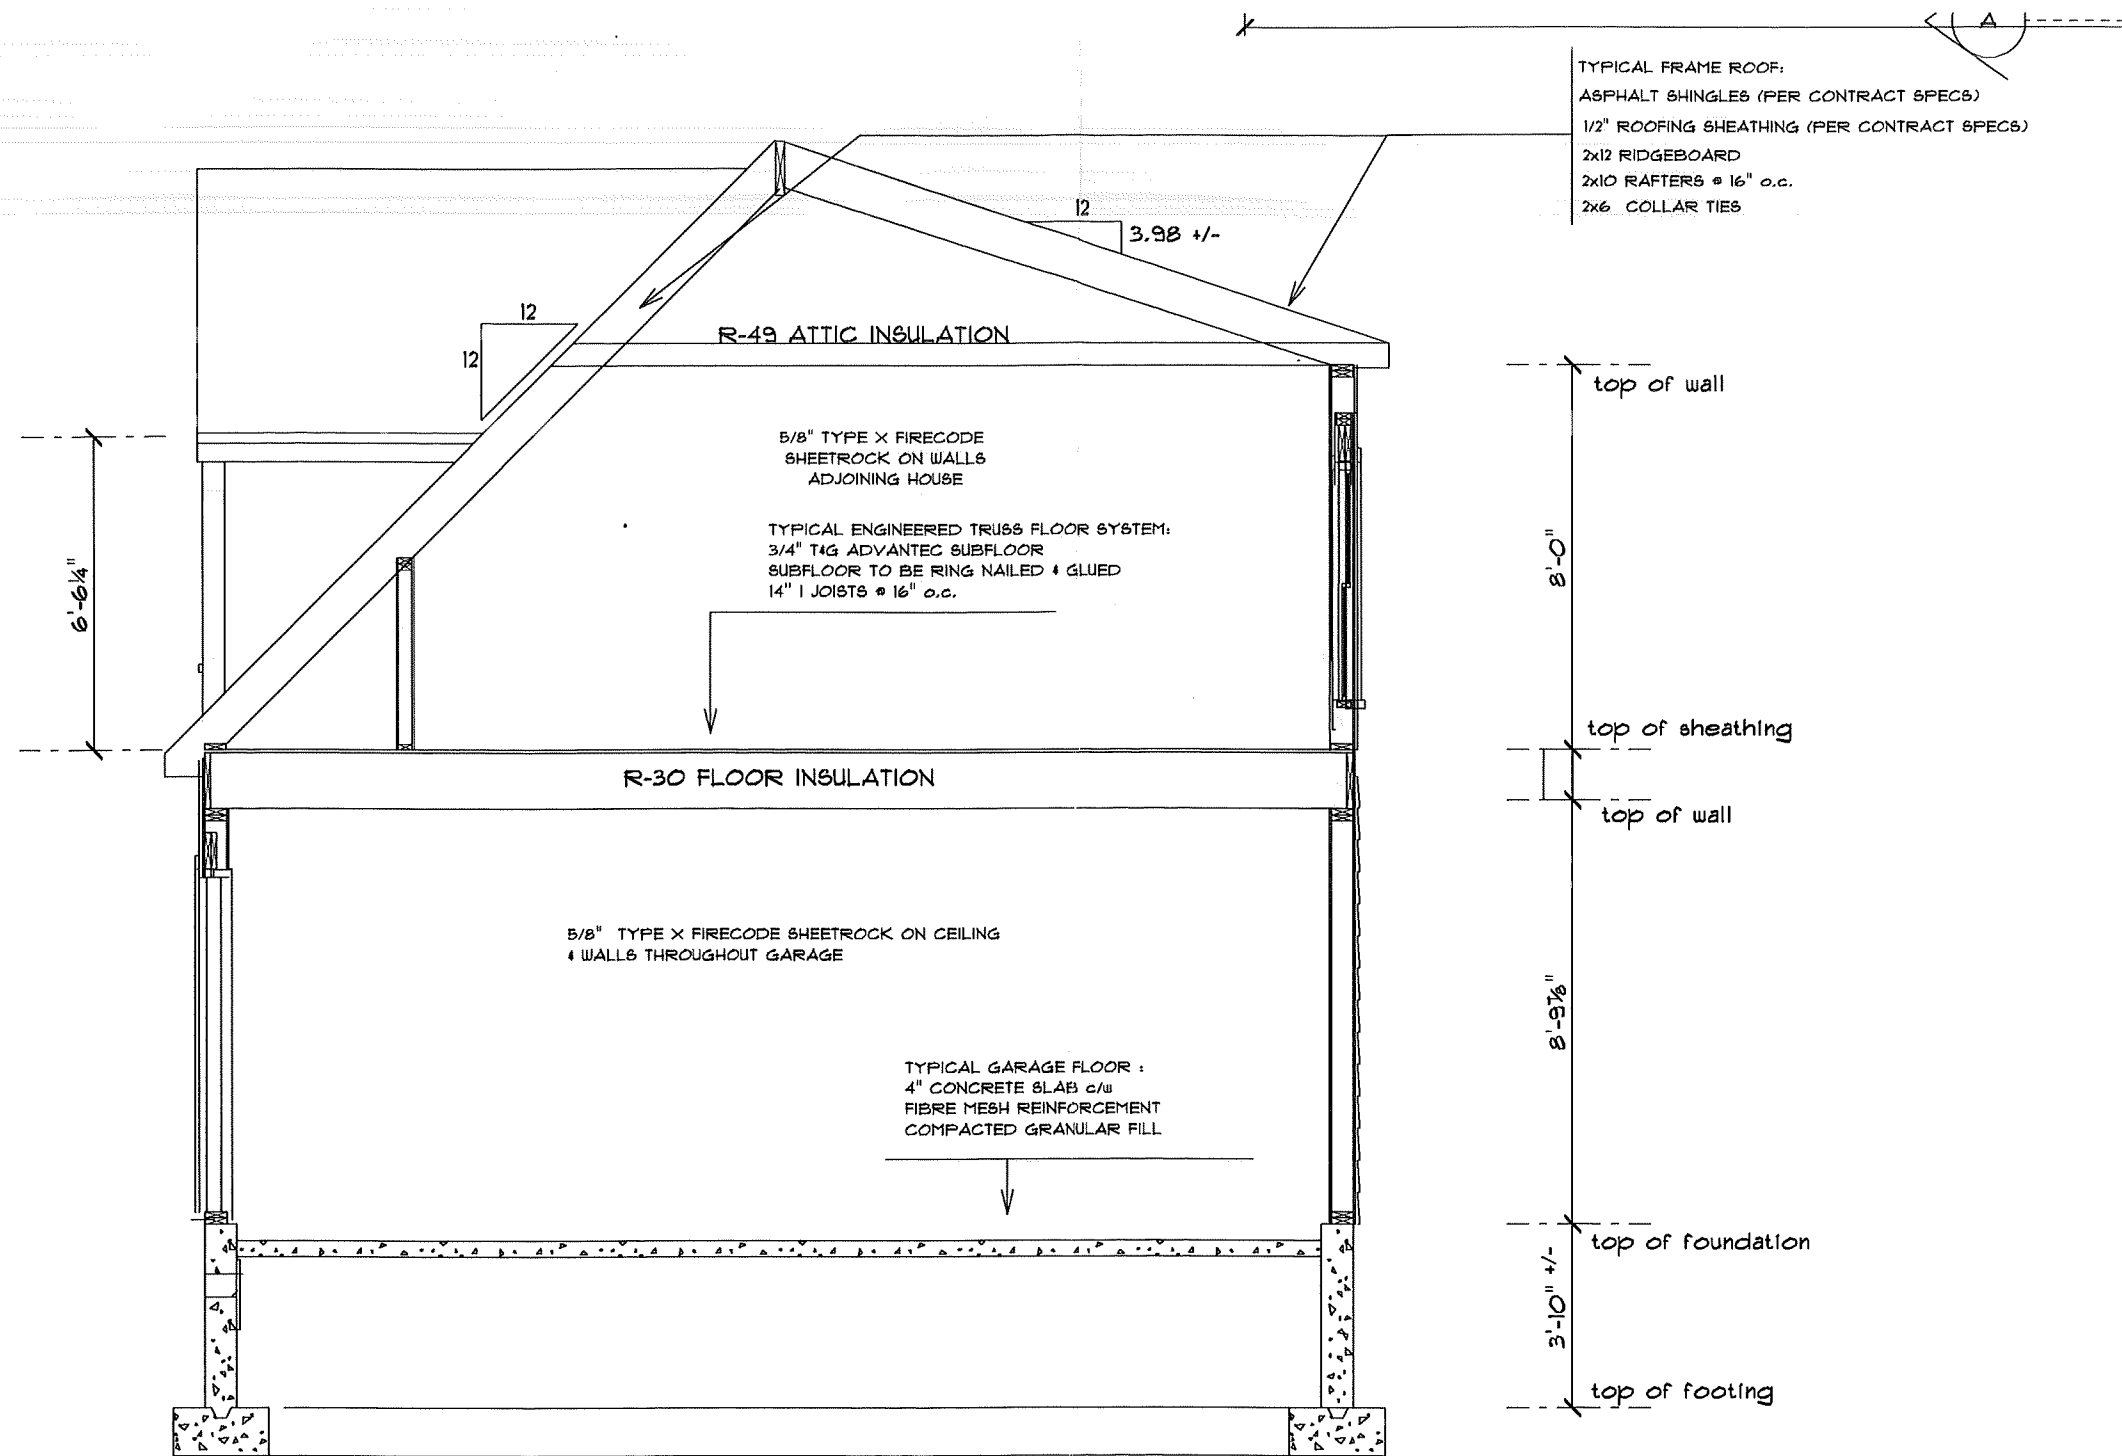 A
TYPICAL FRAME ROOF:
ASPHALT SHINGLES (PER CONTRACT SPECS)
1/2" ROOFING SHEATHING (PER CONTRACT SPECS)
2x12 RIDGEBOARD
2x10 RAFTERS @ 16" o.c.
2x6 COLLAR TIES
12
3.98 +/-
12
12
R-49 ATTIC INSULATION
top of wall
5/8" TYPE X FIRECODE
SHEETROCK ON WALLS
ADJOINING HOUSE
TYPICAL ENGINEERED TRUSS FLOOR SYSTEM:
3/4" T&G ADVANTEC SUBFLOOR
SUBFLOOR TO BE RING NAILED & GLUED
14" I JOISTS @ 16" o.c.
6'-6 1/4"
8'-0"
top of sheathing
R-30 FLOOR INSULATION
top of wall
5/8" TYPE X FIRECODE SHEETROCK ON CEILING
& WALLS THROUGHOUT GARAGE
8'-9 7/8"
TYPICAL GARAGE FLOOR :
4" CONCRETE SLAB c/w
FIBRE MESH REINFORCEMENT
COMPACTED GRANULAR FILL
top of foundation
3'-10" +/-
top of footing